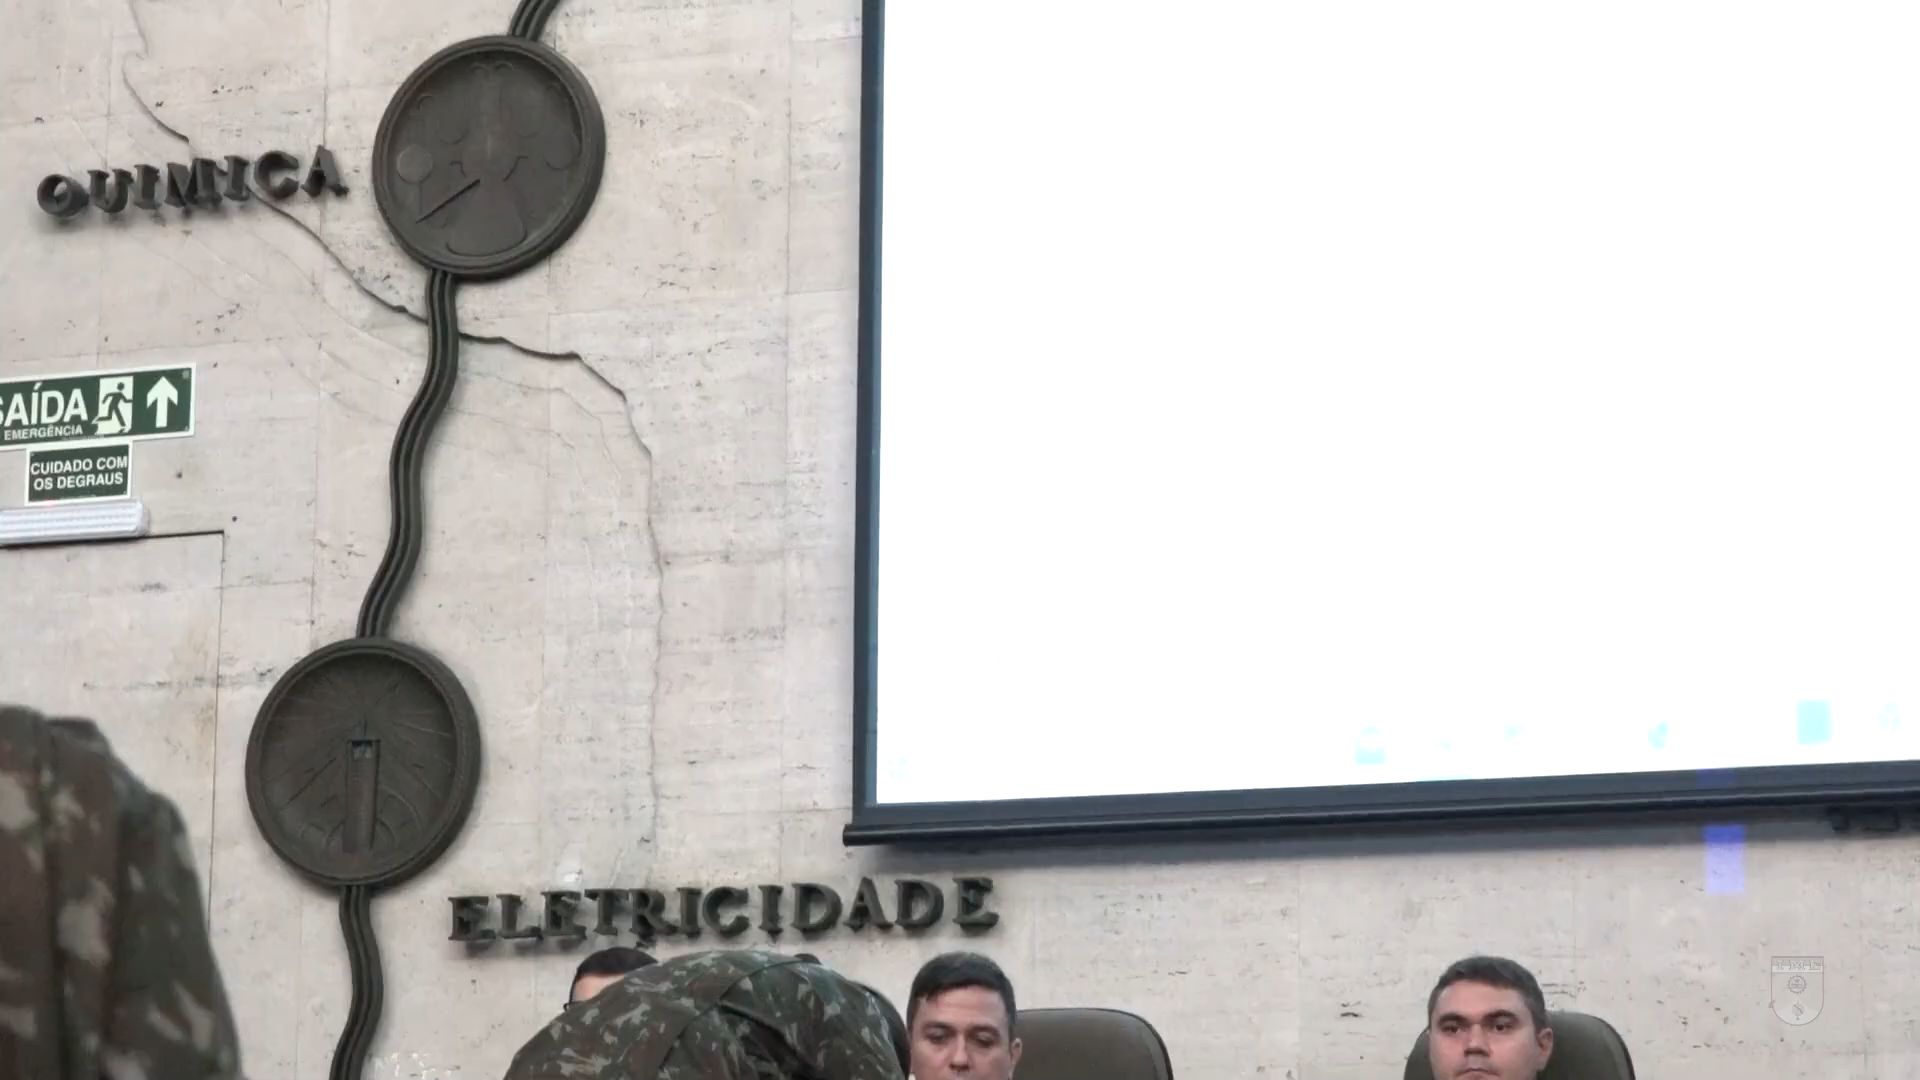 QUIMICA
SAÍDA
EMERGÊNCIA
CUIDADO COM
OS DEGRAUS
ELETRICIDADE